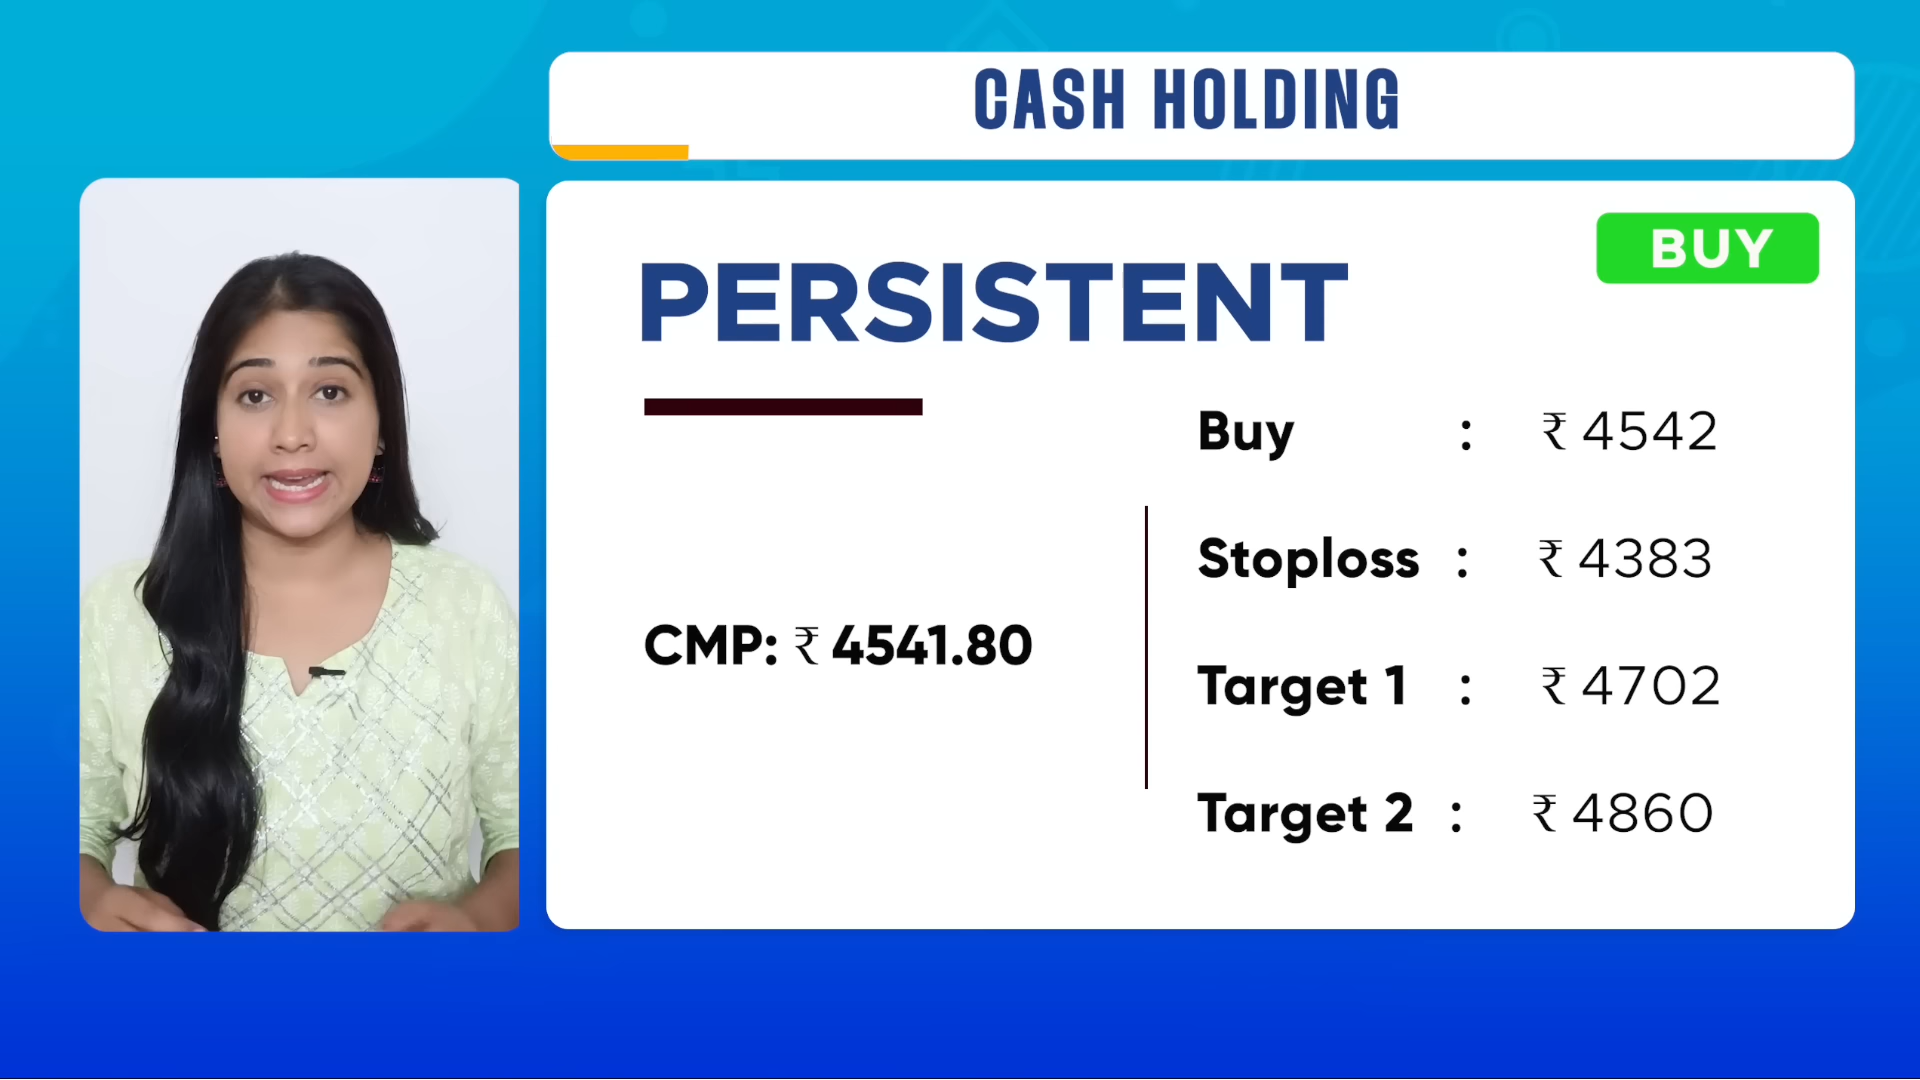 CASH HOLDING
BUY
PERSISTENT
CMP: ₹ 4541.80
Buy : ₹ 4542
Stoploss : ₹ 4383
Target 1 : ₹ 4702
Target 2 : ₹ 4860